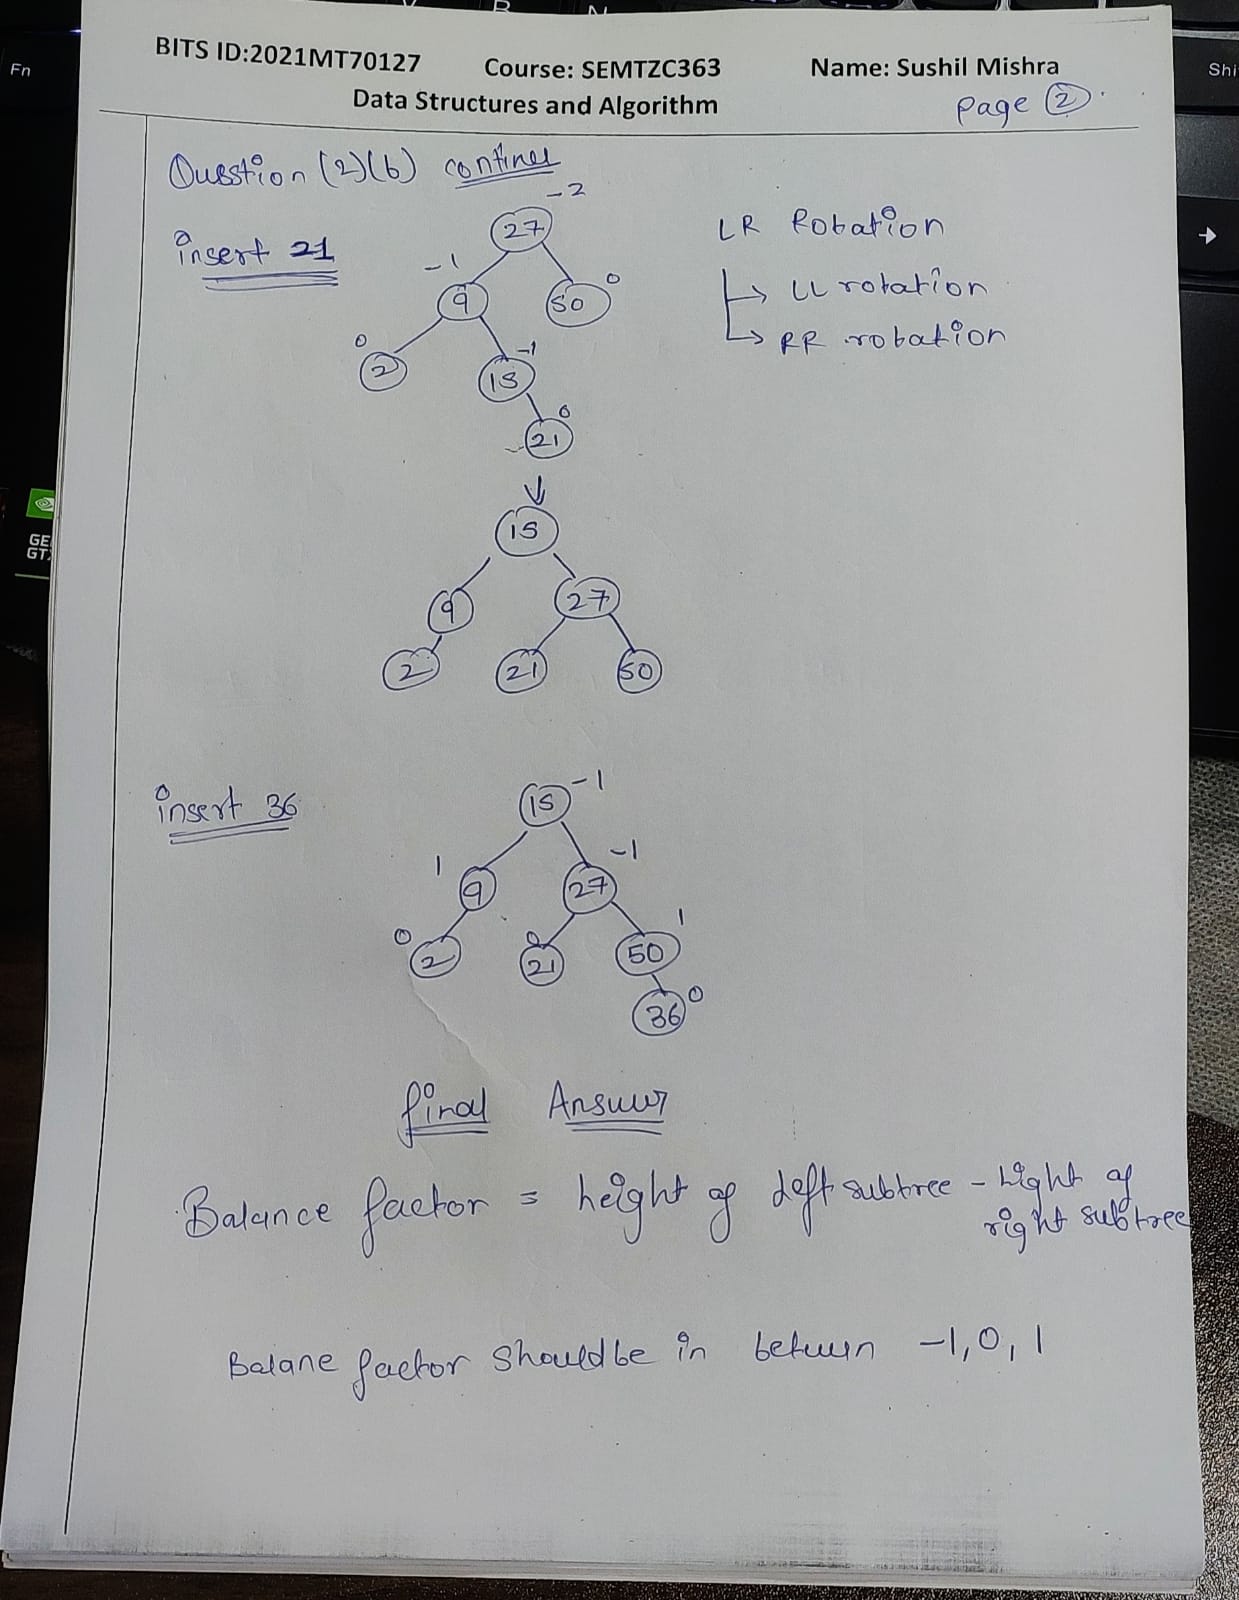 BITS ID:2021MT70127 Course: SEMTZC363 Name: Sushil Mishra
Data Structures and Algorithm
Page 2
Fn
Shi
Question (2)(b) continues
insert 21
-2
27
-1
9
50
0
0
2
15
-1
21
0
LR Rotation
LL rotation
RR rotation
15
9
27
2
21
50
insert 36
15
-1
1
9
27
-1
0
2
0
21
50
1
36
0
final Answer
Balance factor = height of left subtree - hight of
right subtree
Balane factor should be in between -1, 0, 1
GE
GT